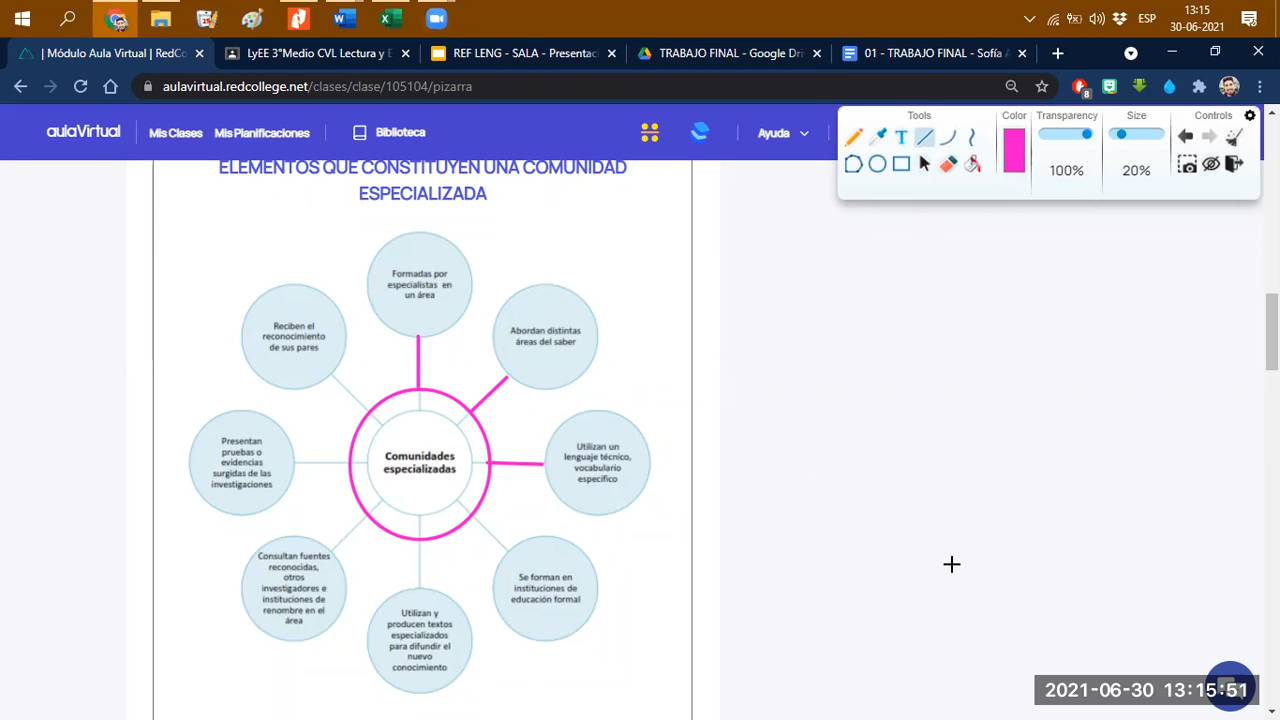 13:15
ESP
30-06-2021
| Módulo Aula Virtual | RedCo
LyEE 3°Medio CVL Lectura y E
REF LENG - SALA - Presentaci
TRABAJO FINAL - Google Dri
01 - TRABAJO FINAL - Sofía A
aulavirtual.redcollege.net/clases/clase/105104/pizarra
8
aulaVirtual
Mis Clases
Mis Planificaciones
Biblioteca
Ayuda
Tools
Color
Transparency
Size
Controls
100%
20%
ELEMENTOS QUE CONSTITUYEN UNA COMUNIDAD
ESPECIALIZADA
Formadas por
especialistas en
un área
Reciben el
reconocimiento
de sus pares
Abordan distintas
áreas del saber
Presentan
pruebas o
evidencias
surgidas de las
investigaciones
Comunidades
especializadas
Utilizan un
lenguaje técnico,
vocabulario
específico
Consultan fuentes
reconocidas,
otros
investigadores e
instituciones de
renombre en el
área
Se forman en
instituciones de
educación formal
Utilizan y
producen textos
especializados
para difundir el
nuevo
conocimiento
2021-06-30 13:15:51